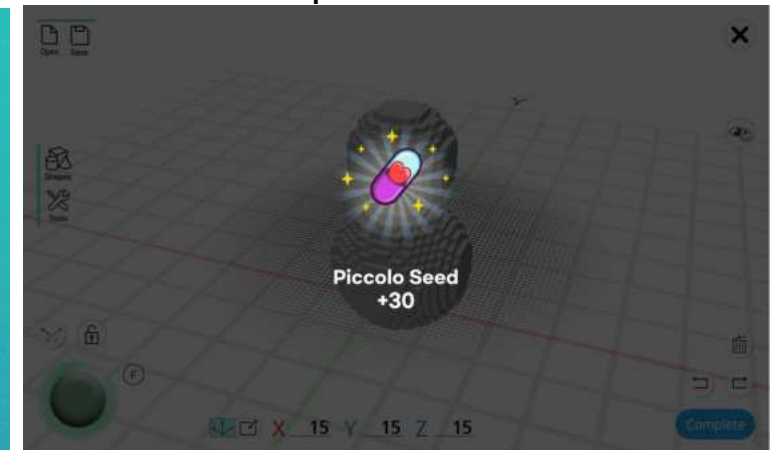 Open Save
Shapes
Tools
Piccolo Seed
+30
F
X 15 Y 15 Z 15
Complete